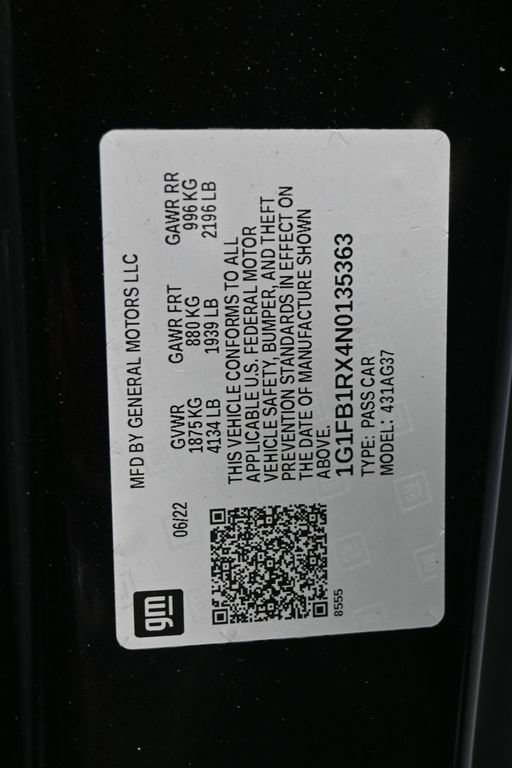 gm
MFD BY GENERAL MOTORS LLC
06/22
GVWR GAWR FRT GAWR RR
1875 KG 880 KG 996 KG
4134 LB 1939 LB 2196 LB
THIS VEHICLE CONFORMS TO ALL
APPLICABLE U.S. FEDERAL MOTOR
VEHICLE SAFETY, BUMPER, AND THEFT
PREVENTION STANDARDS IN EFFECT ON
THE DATE OF MANUFACTURE SHOWN
ABOVE.
1G1FB1RX4N0135363
TYPE: PASS CAR
MODEL: 431AG37
8555